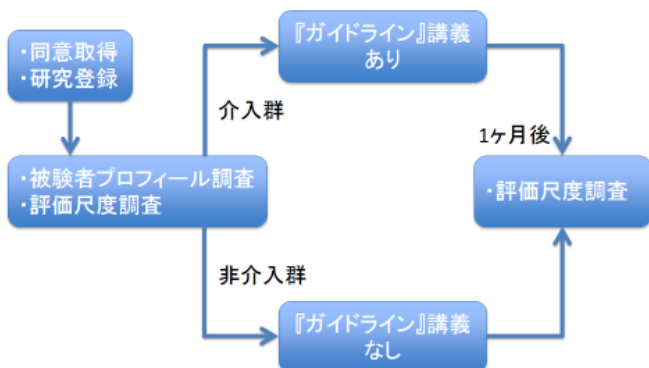 ・同意取得
・研究登録
『ガイドライン』講義
あり
介入群
1ヶ月後
・被験者プロフィール調査
・評価尺度調査
・評価尺度調査
非介入群
『ガイドライン』講義
なし